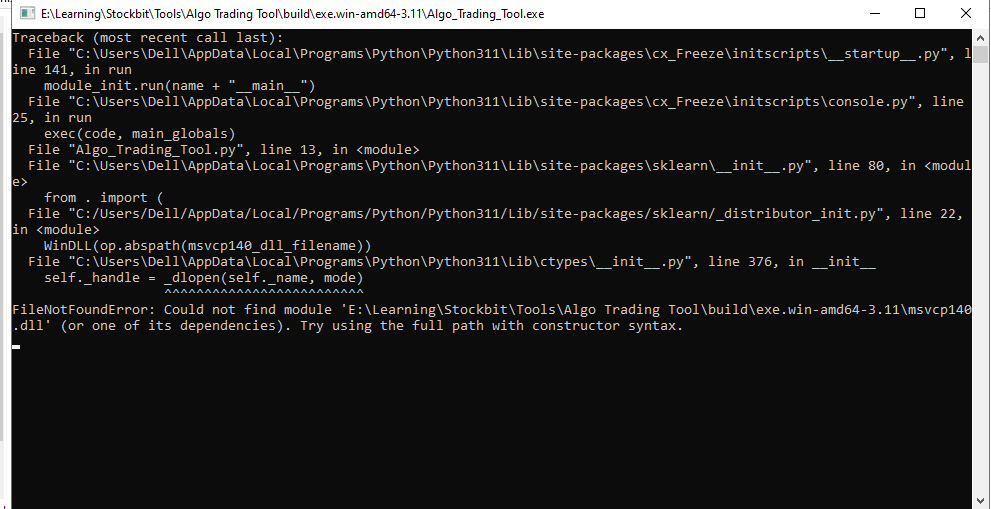 E:\Learning\Stockbit\Tools\Algo Trading Tool\build\exe.win-amd64-3.11\Algo_Trading_Tool.exe
Traceback (most recent call last):
  File "C:\Users\Dell\AppData\Local\Programs\Python\Python311\Lib\site-packages\cx_Freeze\initscripts\__startup__.py", l
ine 141, in run
    module_init.run(name + "__main__")
  File "C:\Users\Dell\AppData\Local\Programs\Python\Python311\Lib\site-packages\cx_Freeze\initscripts\console.py", line
25, in run
    exec(code, main_globals)
  File "Algo_Trading_Tool.py", line 13, in <module>
  File "C:\Users\Dell\AppData\Local\Programs\Python\Python311\Lib\site-packages\sklearn\__init__.py", line 80, in <modul
e>
    from . import (
  File "C:/Users/Dell/AppData/Local/Programs/Python/Python311/Lib/site-packages/sklearn/_distributor_init.py", line 22,
in <module>
    WinDLL(op.abspath(msvcp140_dll_filename))
  File "C:\Users\Dell\AppData\Local\Programs\Python\Python311\Lib\ctypes\__init__.py", line 376, in __init__
    self._handle = _dlopen(self._name, mode)
                   ^^^^^^^^^^^^^^^^^^^^^^^^^
FileNotFoundError: Could not find module 'E:\Learning\Stockbit\Tools\Algo Trading Tool\build\exe.win-amd64-3.11\msvcp140
.dll' (or one of its dependencies). Try using the full path with constructor syntax.